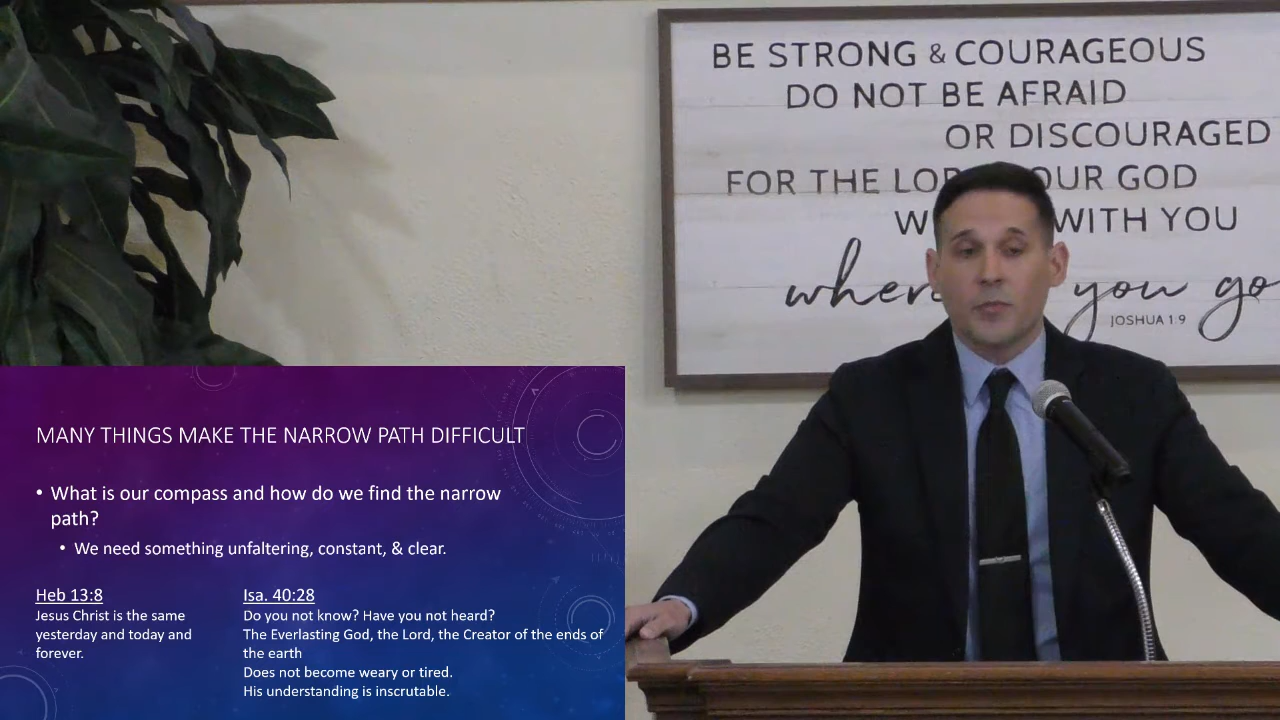 BE STRONG & COURAGEOUS
DO NOT BE AFRAID
OR DISCOURAGED
FOR THE LOR OUR GOD
W WITH YOU
wher you go
JOSHUA 1:9
MANY THINGS MAKE THE NARROW PATH DIFFICULT
• What is our compass and how do we find the narrow
path?
• We need something unfaltering, constant, & clear.
Heb 13:8
Jesus Christ is the same
yesterday and today and
forever.
Isa. 40:28
Do you not know? Have you not heard?
The Everlasting God, the Lord, the Creator of the ends of
the earth
Does not become weary or tired.
His understanding is inscrutable.